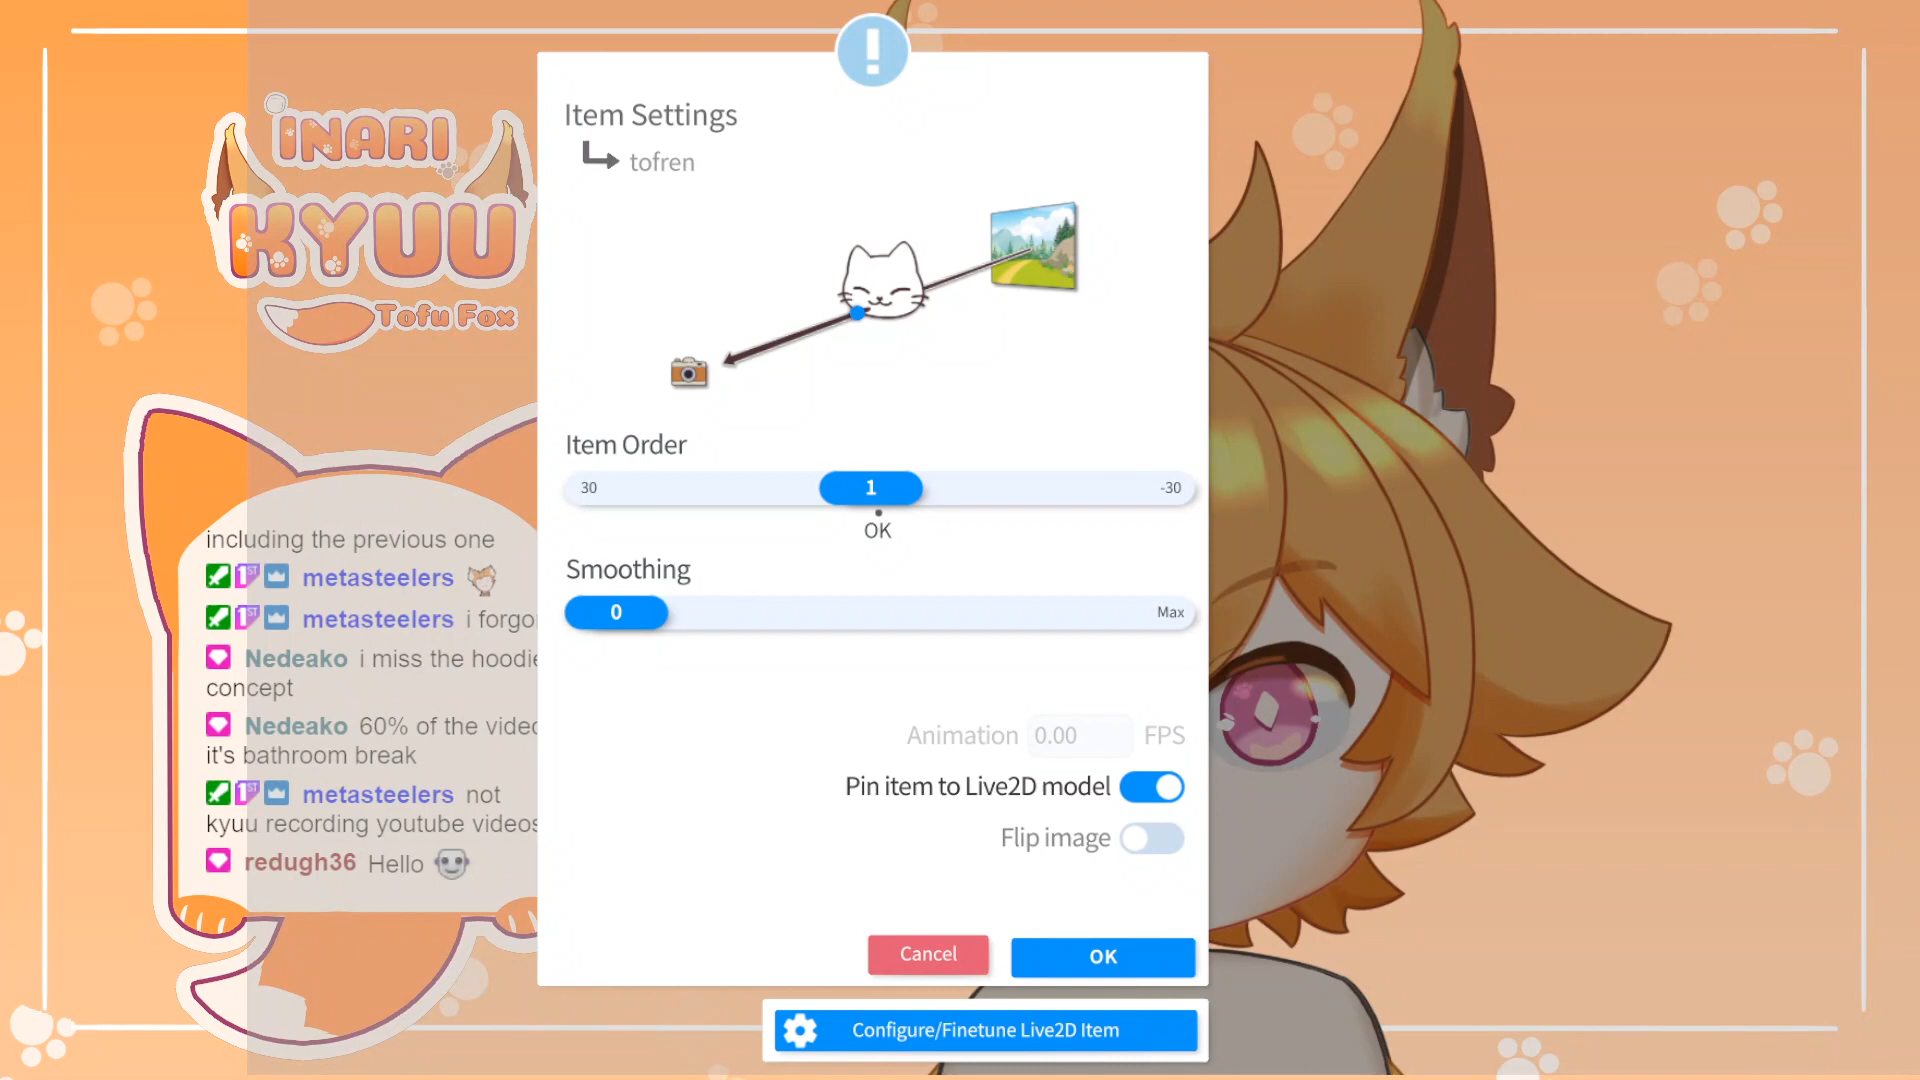 INARI
KYUU
Tofu Fox
including the previous one
1ST metasteelers
1ST metasteelers i forgo
Nedeako i miss the hoodie
concept
Nedeako 60% of the video
it's bathroom break
1ST metasteelers not
kyuu recording youtube videos
redugh36 Hello
!
Item Settings
tofren
Item Order
30 1 -30
OK
Smoothing
0 Max
Animation 0.00 FPS
Pin item to Live2D model
Flip image
Cancel OK
Configure/Finetune Live2D Item